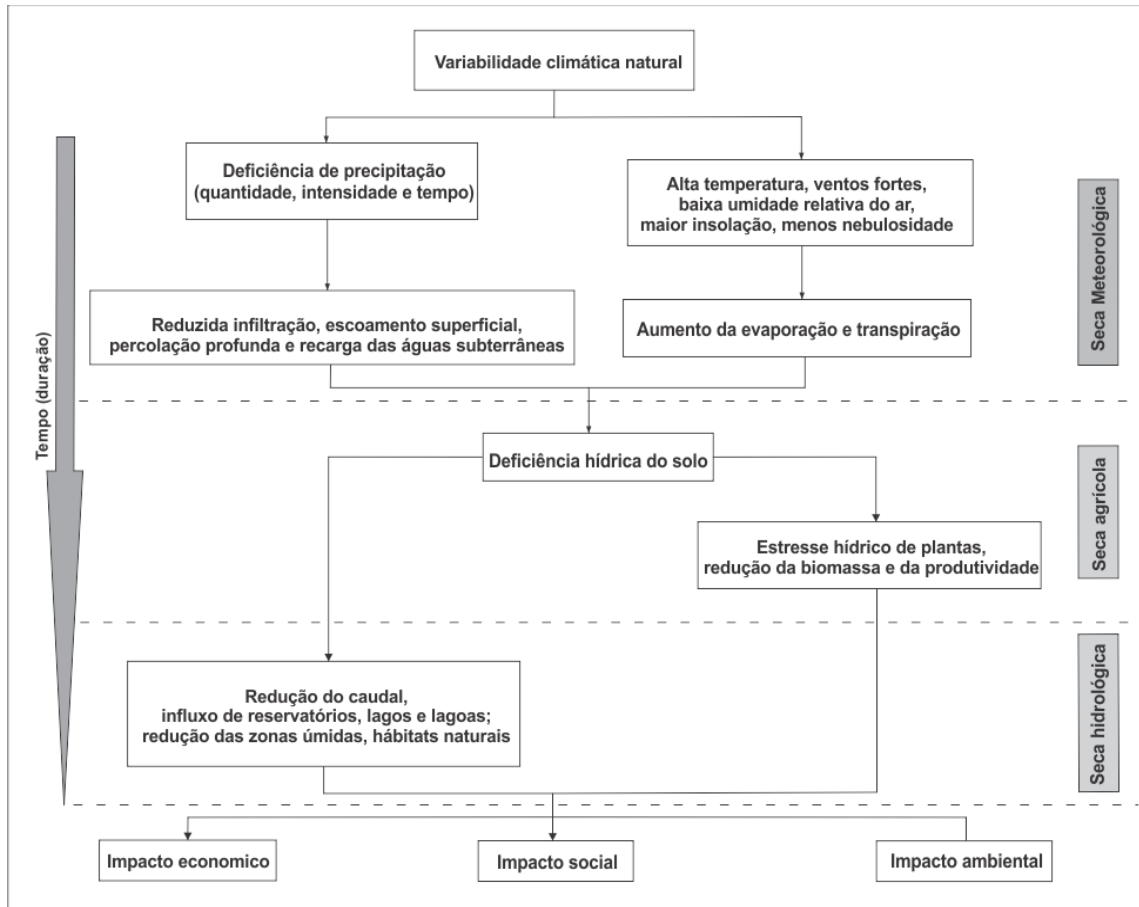 Variabilidade climática natural
Deficiência de precipitação
(quantidade, intensidade e tempo)
Alta temperatura, ventos fortes,
baixa umidade relativa do ar,
maior insolação, menos nebulosidade
Seca Meteorológica
Reduzida infiltração, escoamento superficial,
percolação profunda e recarga das águas subterrâneas
Aumento da evaporação e transpiração
Tempo (duração)
Deficiência hídrica do solo
Seca agrícola
Estresse hídrico de plantas,
redução da biomassa e da produtividade
Redução do caudal,
influxo de reservatórios, lagos e lagoas;
redução das zonas úmidas, hábitats naturais
Seca hidrológica
Impacto economico
Impacto social
Impacto ambiental